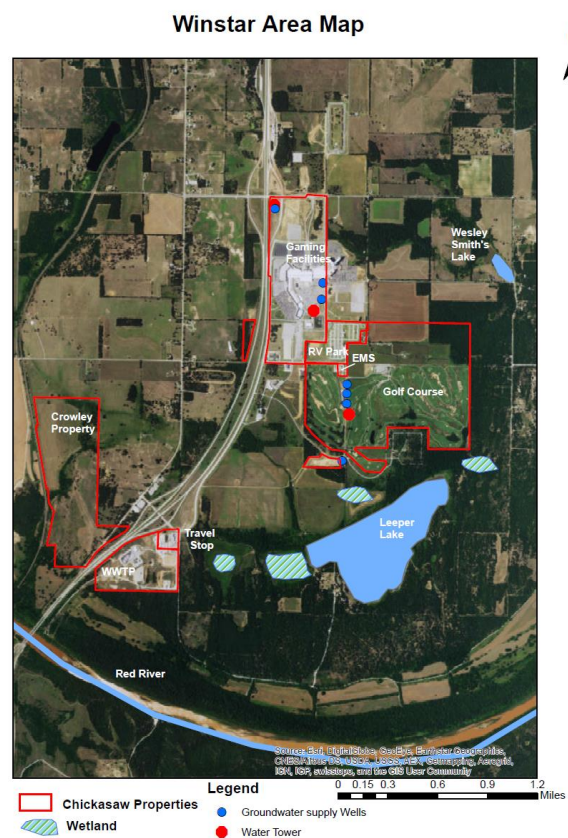 Winstar Area Map
Wesley
Smith's
Lake
Gaming
Facilities
RV Park
EMS
Golf Course
Crowley
Property
Leeper
Lake
Travel
Stop
WWTP
Red River
Source: Esri, DigitalGlobe, GeoEye, Earthstar Geographics,
CNES/Airbus DS, USDA, USGS, AEX, Getmapping, Aerogrid,
IGN, IGP, swisstopo, and the GIS User Community
Legend
0 0.15 0.3 0.6 0.9 1.2
Miles
Chickasaw Properties
Groundwater supply Wells
Wetland
Water Tower